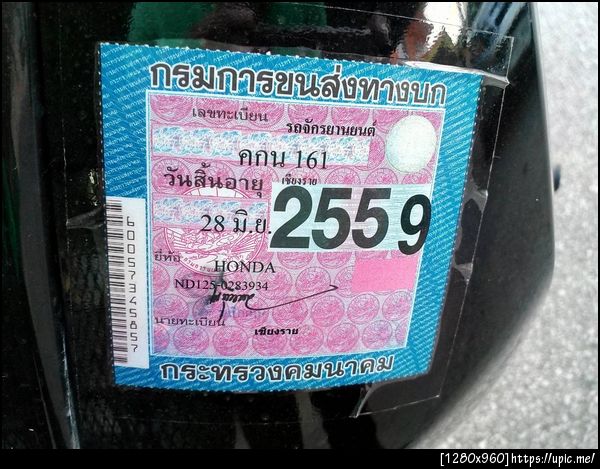 กรมการขนส่งทางบก
เลขทะเบียน
รถจักรยานยนต์
คกน 161
วันสิ้นอายุ เชียงราย
28 มิ.ย. 2559
ยี่ห้อ HONDA
ND125-0283934
นายทะเบียน เชียงราย
กระทรวงคมนาคม
[1280x960]https://upic.me/